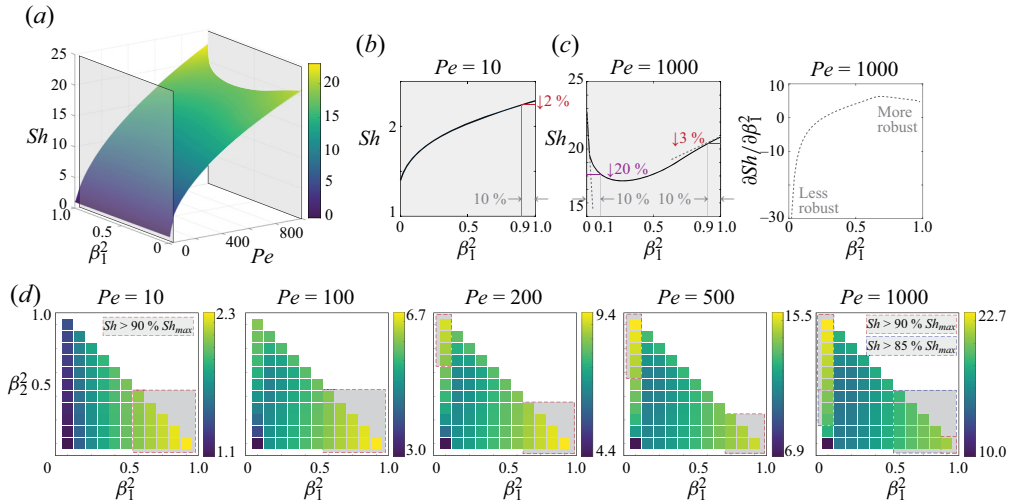 (a)
25
20
15
10
5
0
Sh
1.0
0.5
0
β₁²
0
400
800
Pe
20
15
10
5
0
(b)
Pe = 10
Sh
2
1
↓2 %
10 %
0
0.5
0.9
1.0
β₁²
(c)
Pe = 1000
25
23
20
18
15
Sh
↓3 %
↓20 %
10 %
10 %
0
0.1
0.5
0.9
1.0
β₁²
Pe = 1000
10
0
−30
∂Sh/∂β₁²
More
robust
Less
robust
0
0.5
1.0
β₁²
(d)
Pe = 10
1.0
0.5
β₂²
Sh > 90 % Shmax
2.3
1.1
0
0.5
1.0
β₁²
Pe = 100
6.7
3.0
0
0.5
1.0
β₁²
Pe = 200
9.4
4.4
0
0.5
1.0
β₁²
Pe = 500
15.5
6.9
0
0.5
1.0
β₁²
Pe = 1000
Sh > 90 % Shmax
Sh > 85 % Shmax
22.7
10.0
0
0.5
1.0
β₁²